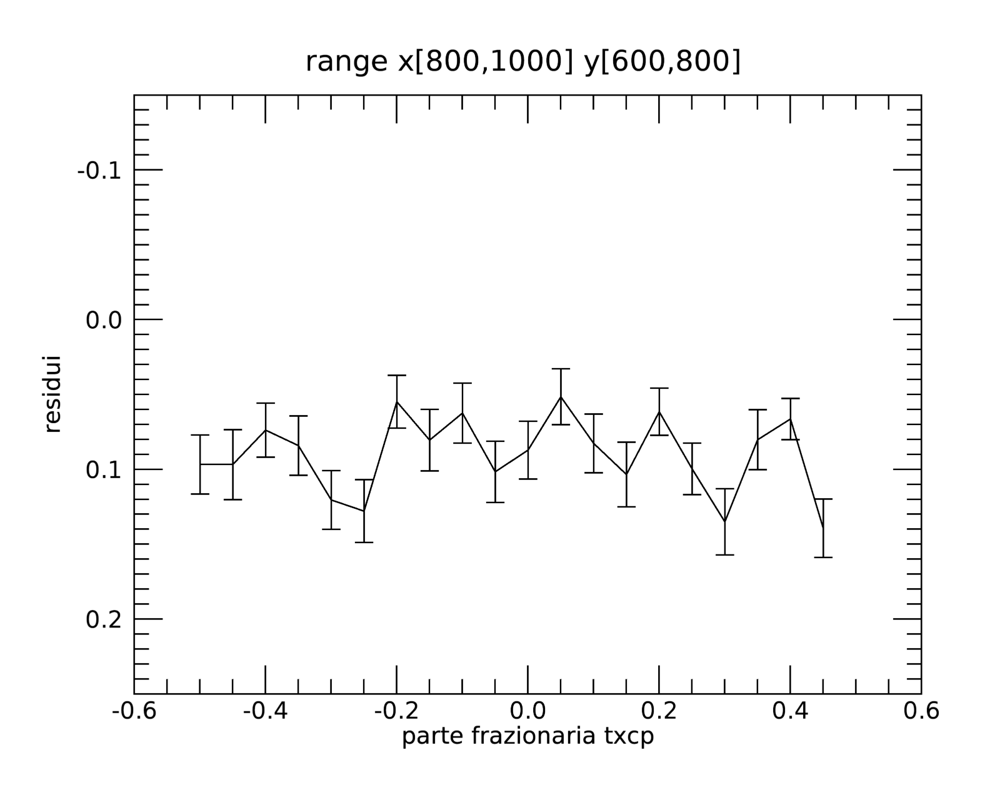 range x[800,1000] y[600,800]
-0.1
0.0
residui
0.1
0.2
-0.6 -0.4 -0.2 0.0 0.2 0.4 0.6
parte frazionaria txcp